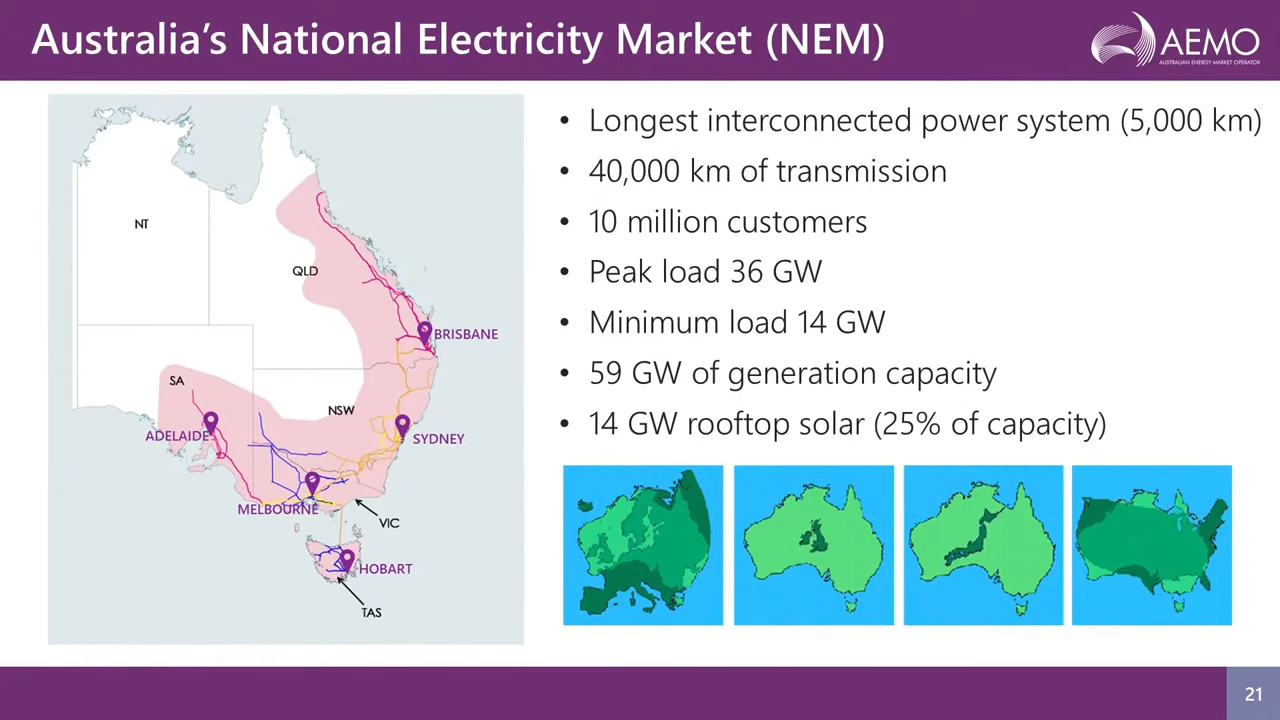 Australia's National Electricity Market (NEM)
AEMO
AUSTRALIAN ENERGY MARKET OPERATOR
NT
QLD
BRISBANE
SA
NSW
ADELAIDE
SYDNEY
MELBOURNE
VIC
HOBART
TAS
• Longest interconnected power system (5,000 km)
• 40,000 km of transmission
• 10 million customers
• Peak load 36 GW
• Minimum load 14 GW
• 59 GW of generation capacity
• 14 GW rooftop solar (25% of capacity)
21